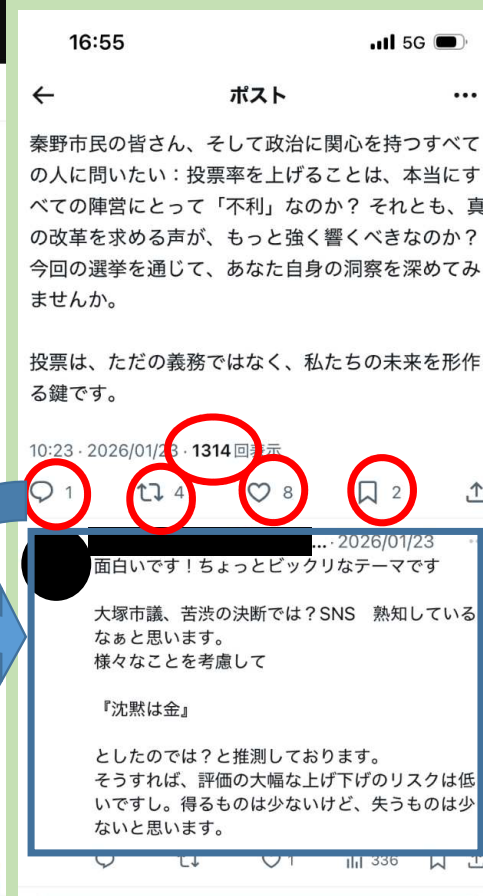 16:55
5G
ポスト
秦野市民の皆さん、そして政治に関心を持つすべて
の人に問いたい：投票率を上げることは、本当にす
べての陣営にとって「不利」なのか？ それとも、真
の改革を求める声が、もっと強く響くべきなのか？
今回の選挙を通じて、あなた自身の洞察を深めてみ
ませんか。
投票は、ただの義務ではなく、私たちの未来を形作
る鍵です。
10:23 · 2026/01/23 · 1314回表示
1 4 8 2
... · 2026/01/23
面白いです！ちょっとビックリなテーマです
大塚市議、苦渋の決断では？SNS　熟知している
なぁと思います。
様々なことを考慮して
『沈黙は金』
としたのでは？と推測しております。
そうすれば、評価の大幅な上げ下げのリスクは低
いですし。得るものは少ないけど、失うものは少
ないと思います。
1 336